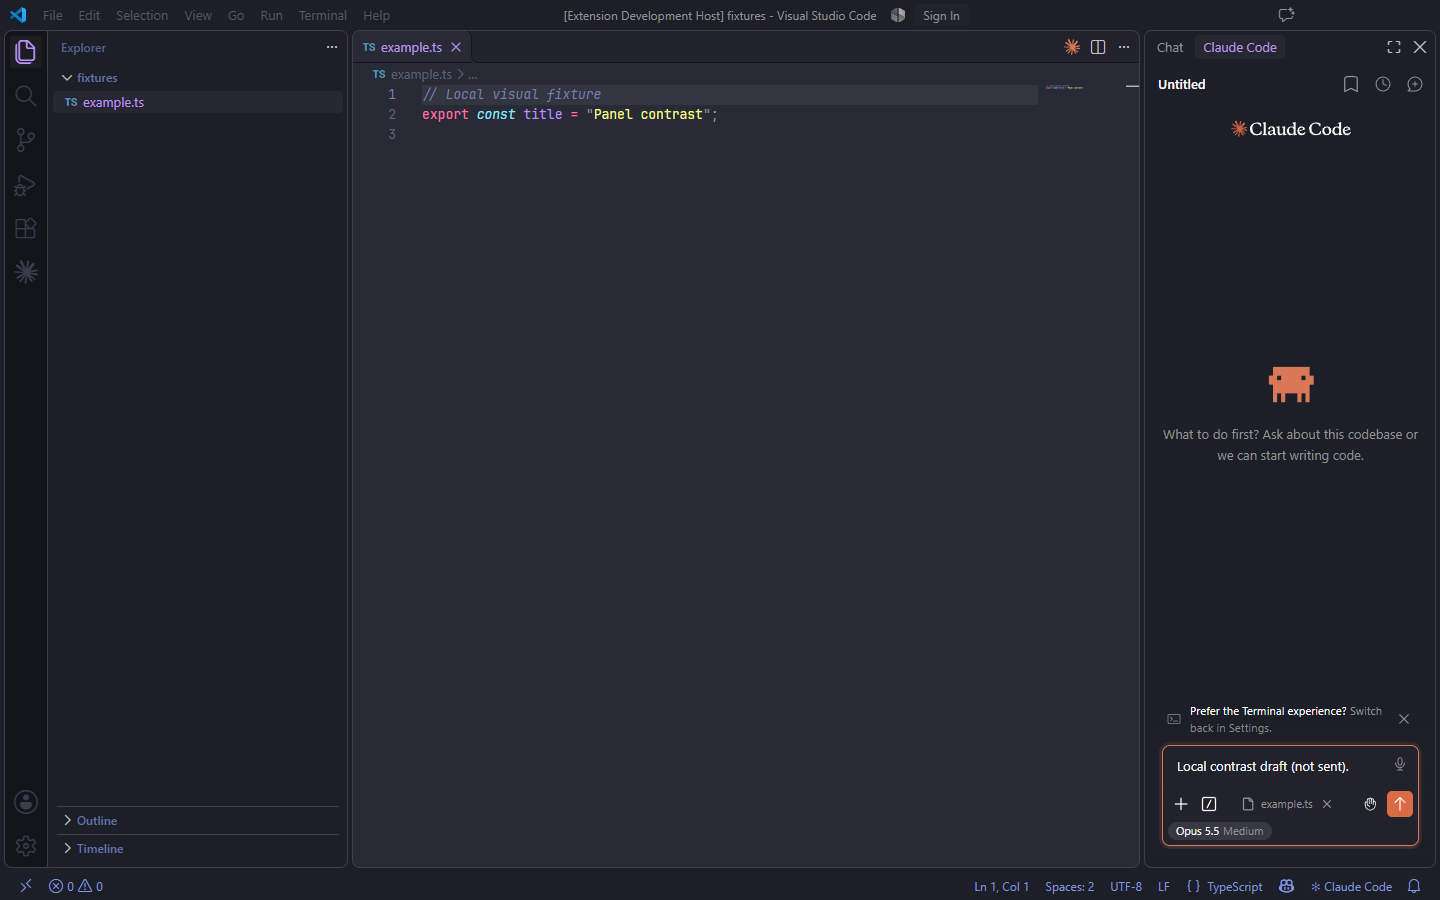 File Edit Selection View Go Run Terminal Help
[Extension Development Host] fixtures - Visual Studio Code
Sign In
Explorer
fixtures
TS example.ts
Outline
Timeline
TS example.ts
TS example.ts > ...
1 // Local visual fixture
2 export const title = "Panel contrast";
3
Chat Claude Code
Untitled
Claude Code
What to do first? Ask about this codebase or
we can start writing code.
Prefer the Terminal experience? Switch
back in Settings.
Local contrast draft (not sent).
example.ts
Opus 5.5 Medium
0 0
Ln 1, Col 1 Spaces: 2 UTF-8 LF {} TypeScript Claude Code